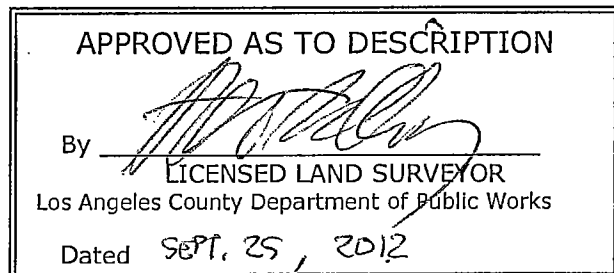 APPROVED AS TO DESCRIPTION
By
LICENSED LAND SURVEYOR
Los Angeles County Department of Public Works
Dated SEPT. 25, 2012